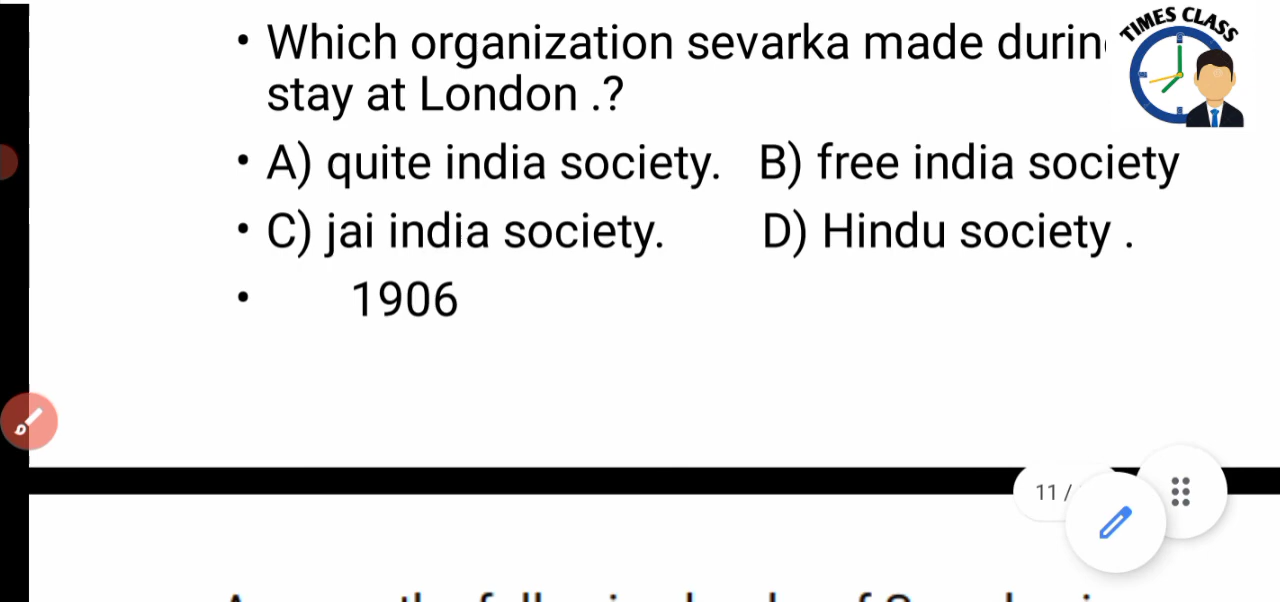 TIMES CLASS
• Which organization sevarka made durin
stay at London .?
• A) quite india society. B) free india society
• C) jai india society. D) Hindu society .
• 1906
11 /